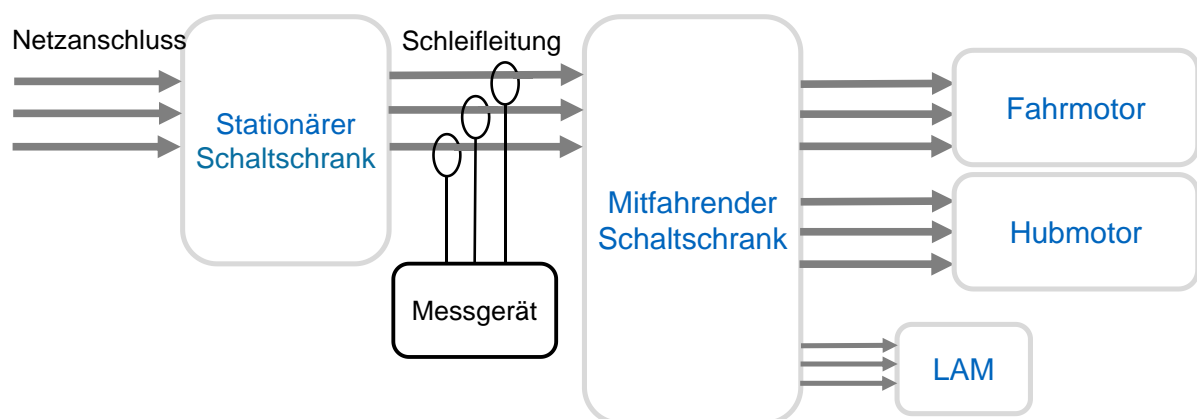 Netzanschluss
Schleifleitung
Stationärer
Schaltschrank
Messgerät
Mitfahrender
Schaltschrank
Fahrmotor
Hubmotor
LAM